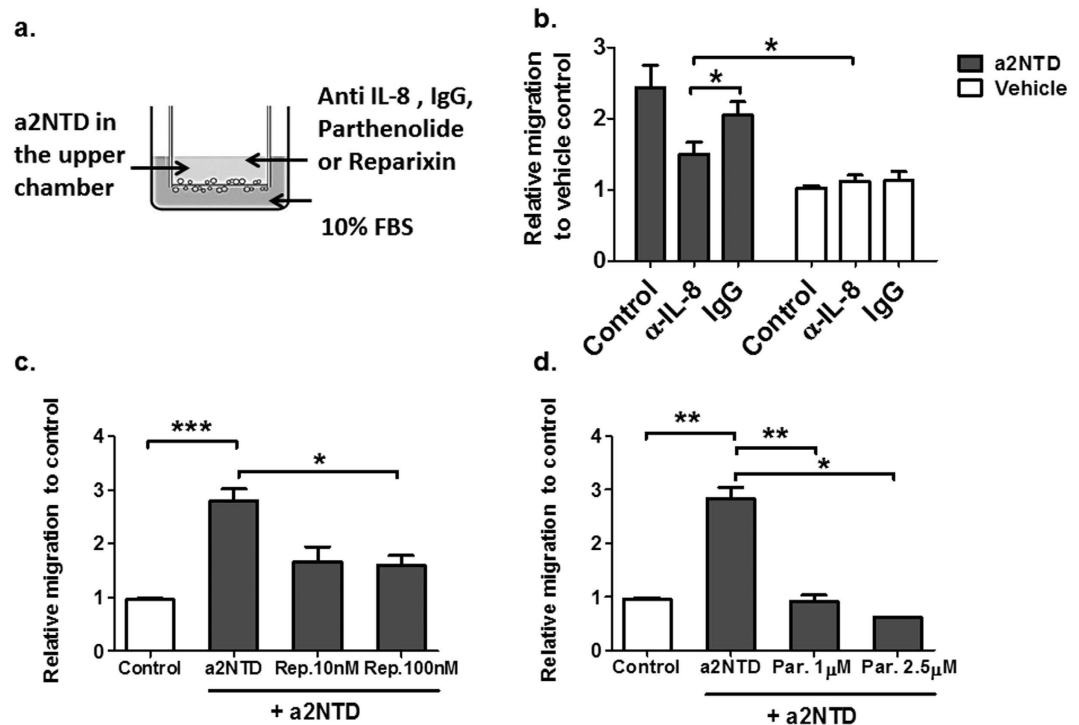 a.
a2NTD in
the upper
chamber
Anti IL-8 , IgG,
Parthenolide
or Reparixin
10% FBS
b.
Relative migration
to vehicle control
3
2
1
0
*
*
a2NTD
Vehicle
Control
α-IL-8
IgG
Control
α-IL-8
IgG
c.
Relative migration to control
4
3
2
1
0
***
*
Control
a2NTD
Rep.10nM
Rep.100nM
+ a2NTD
d.
Relative migration to control
4
3
2
1
0
**
**
*
Control
a2NTD
Par. 1μM
Par. 2.5μM
+ a2NTD